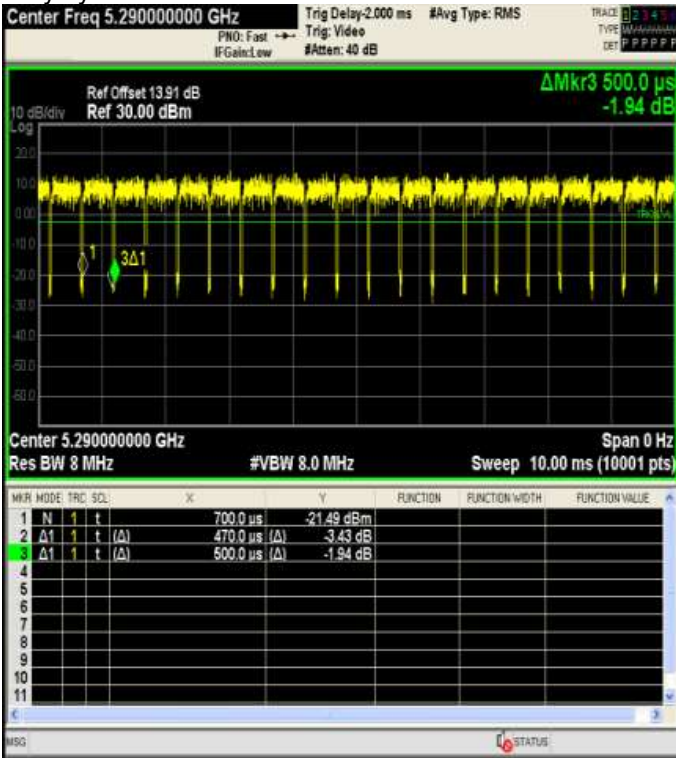 Center Freq 5.290000000 GHz Trig Delay-2.000 ms #Avg Type: RMS TRACE 1 2 3 4 5 6
PNO: Fast Trig: Video TYPE
IFGain:Low #Atten: 40 dB DET P P P P P
ΔMkr3 500.0 µs
Ref Offset 13.91 dB
10 dB/div Ref 30.00 dBm -1.94 dB
Log
20.0
10.0
0.00
-10.0
1
3Δ1
-20.0
-30.0
-40.0
-50.0
-60.0
Center 5.290000000 GHz Span 0 Hz
Res BW 8 MHz #VBW 8.0 MHz Sweep 10.00 ms (10001 pts)
MKR MODE TRC SCL X Y FUNCTION FUNCTION WIDTH FUNCTION VALUE
1 N 1 t 700.0 µs -21.49 dBm
2 Δ1 1 t (Δ) 470.0 µs (Δ) -3.43 dB
3 Δ1 1 t (Δ) 500.0 µs (Δ) -1.94 dB
4
5
6
7
8
9
10
11
MSG STATUS